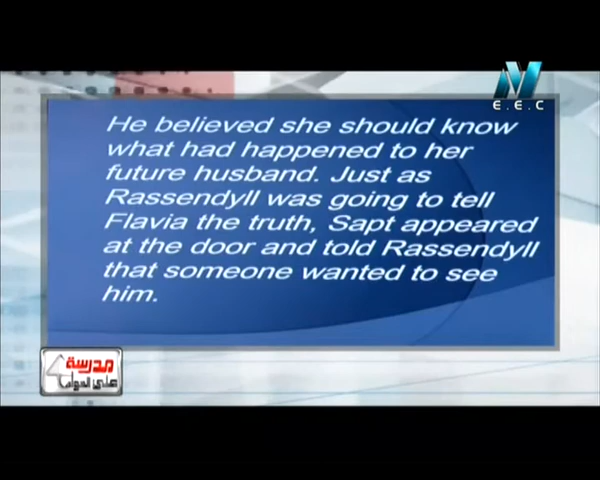 E.E.C
He believed she should know
what had happened to her
future husband. Just as
Rassendyll was going to tell
Flavia the truth, Sapt appeared
at the door and told Rassendyll
that someone wanted to see
him.
مدرسة
على الهواء